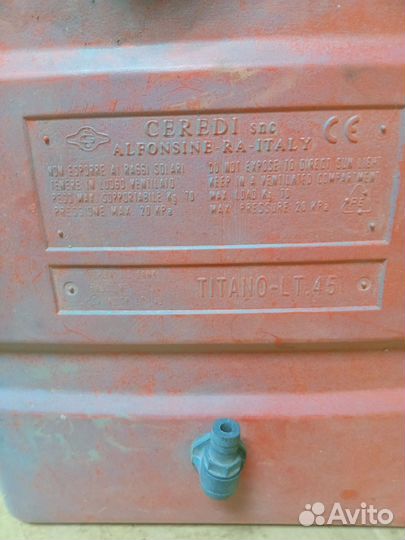 CEREDI snc
ALFONSINE-RA-ITALY
CE
NON ESPORRE AI RAGGI SOLARI
TENERE IN LUOGO VENTILATO
PESO MAX SOPPORTABILE Kg 70
PRESSIONE MAX 20 KPa
DO NOT EXPOSE TO DIRECT SUN LIGHT
KEEP IN A VENTILATED COMPARTMENT
MAX LOAD Kg 70
MAX PRESSURE 20 KPa
PE
TITANO-LT.45
Avito